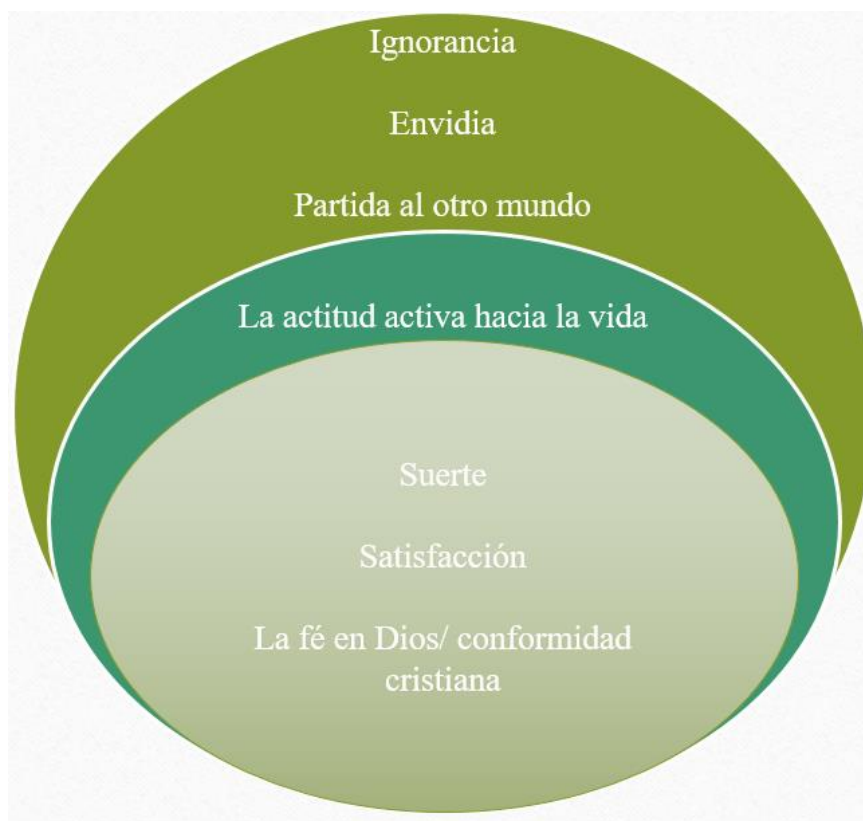 Ignorancia
Envidia
Partida al otro mundo
La actitud activa hacia la vida
Suerte
Satisfacción
La fé en Dios/ conformidad
cristiana